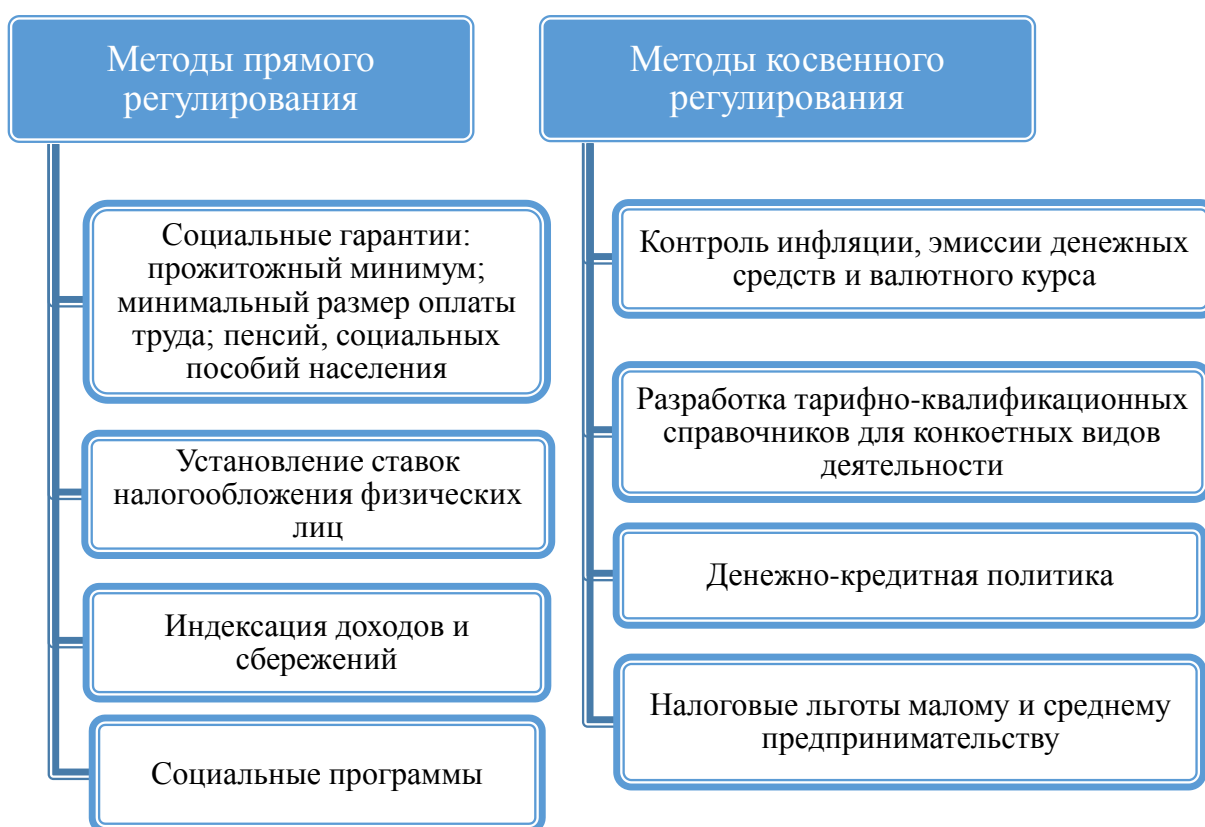 Методы прямого
регулирования
Социальные гарантии:
прожитожный минимум;
минимальный размер оплаты
труда; пенсий, социальных
пособий населения
Установление ставок
налогообложения физических
лиц
Индексация доходов и
сбережений
Социальные программы
Методы косвенного
регулирования
Контроль инфляции, эмиссии денежных
средств и валютного курса
Разработка тарифно-квалификационных
справочников для конкоетных видов
деятельности
Денежно-кредитная политика
Налоговые льготы малому и среднему
предпринимательству